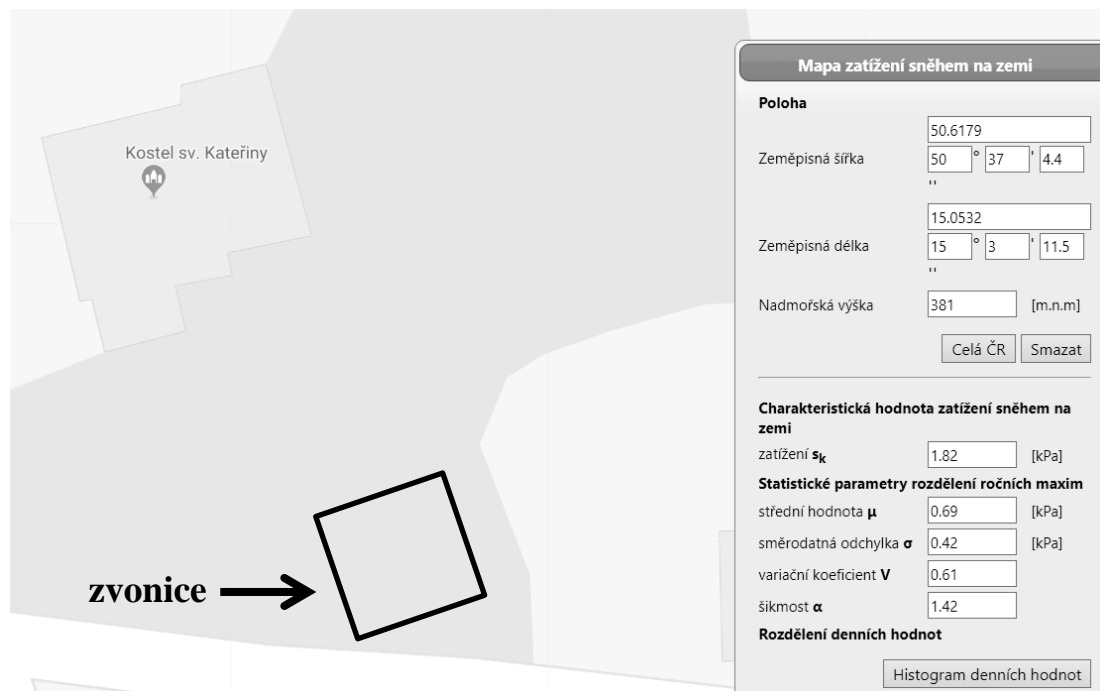 Kostel sv. Kateřiny
zvonice
Mapa zatížení sněhem na zemi
Poloha
50.6179
Zeměpisná šířka
50 ° 37 ' 4.4
''
15.0532
Zeměpisná délka
15 ° 3 ' 11.5
''
Nadmořská výška 381 [m.n.m]
Celá ČR Smazat
Charakteristická hodnota zatížení sněhem na
zemi
zatížení sk 1.82 [kPa]
Statistické parametry rozdělení ročních maxim
střední hodnota μ 0.69 [kPa]
směrodatná odchylka σ 0.42 [kPa]
variační koeficient V 0.61
šikmost α 1.42
Rozdělení denních hodnot
Histogram denních hodnot